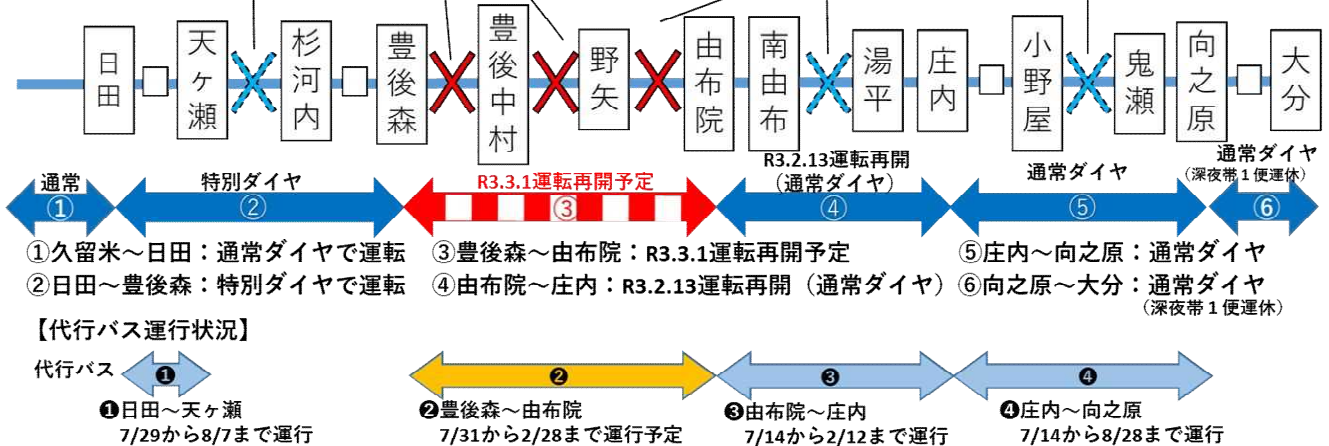 日田
天ヶ瀬
杉河内
豊後森
豊後中村
野矢
由布院
南由布
湯平
庄内
小野屋
鬼瀬
向之原
大分
通常
①
特別ダイヤ
②
R3.3.1運転再開予定
③
R3.2.13運転再開
（通常ダイヤ）
④
通常ダイヤ
⑤
通常ダイヤ
（深夜帯１便運休）
⑥
①久留米～日田：通常ダイヤで運転
③豊後森～由布院：R3.3.1運転再開予定
⑤庄内～向之原：通常ダイヤ
②日田～豊後森：特別ダイヤで運転
④由布院～庄内：R3.2.13運転再開（通常ダイヤ）
⑥向之原～大分：通常ダイヤ
（深夜帯１便運休）
【代行バス運行状況】
代行バス
❶
❷
❸
❹
❶日田～天ヶ瀬
7/29から8/7まで運行
❷豊後森～由布院
7/31から2/28まで運行予定
❸由布院～庄内
7/14から2/12まで運行
❹庄内～向之原
7/14から8/28まで運行